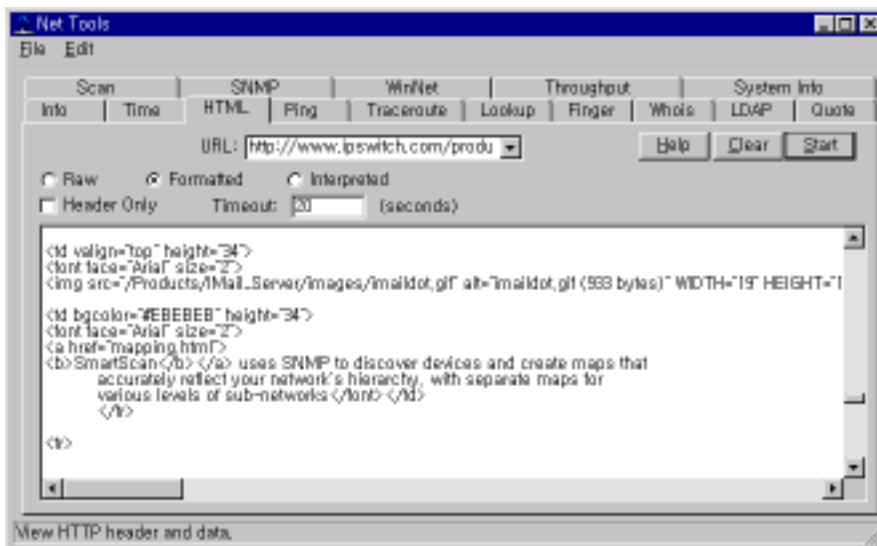 Net Tools
File Edit
Scan SNMP WinNet Throughput System Info
Info Time HTML Ping Traceroute Lookup Finger Whois LDAP Quote
URL: http://www.ipswitch.com/produ Help Clear Start
Raw Formatted Interpreted
Header Only Timeout: 20 (seconds)
<td valign="top" height="34">
<font face="Arial" size="2">
<img src="/Products/IMail_Server/images/imaildot.gif" alt="imaildot.gif (933 bytes)" WIDTH="19" HEIGHT="1
<td bgcolor="#EBEBEB" height="34">
<font face="Arial" size="2">
<a href="mapping.html">
<b>SmartScan</b></a> uses SNMP to discover devices and create maps that
accurately reflect your network's hierarchy, with separate maps for
various levels of sub-networks</font></td>
</tr>
<tr>
View HTTP header and data.